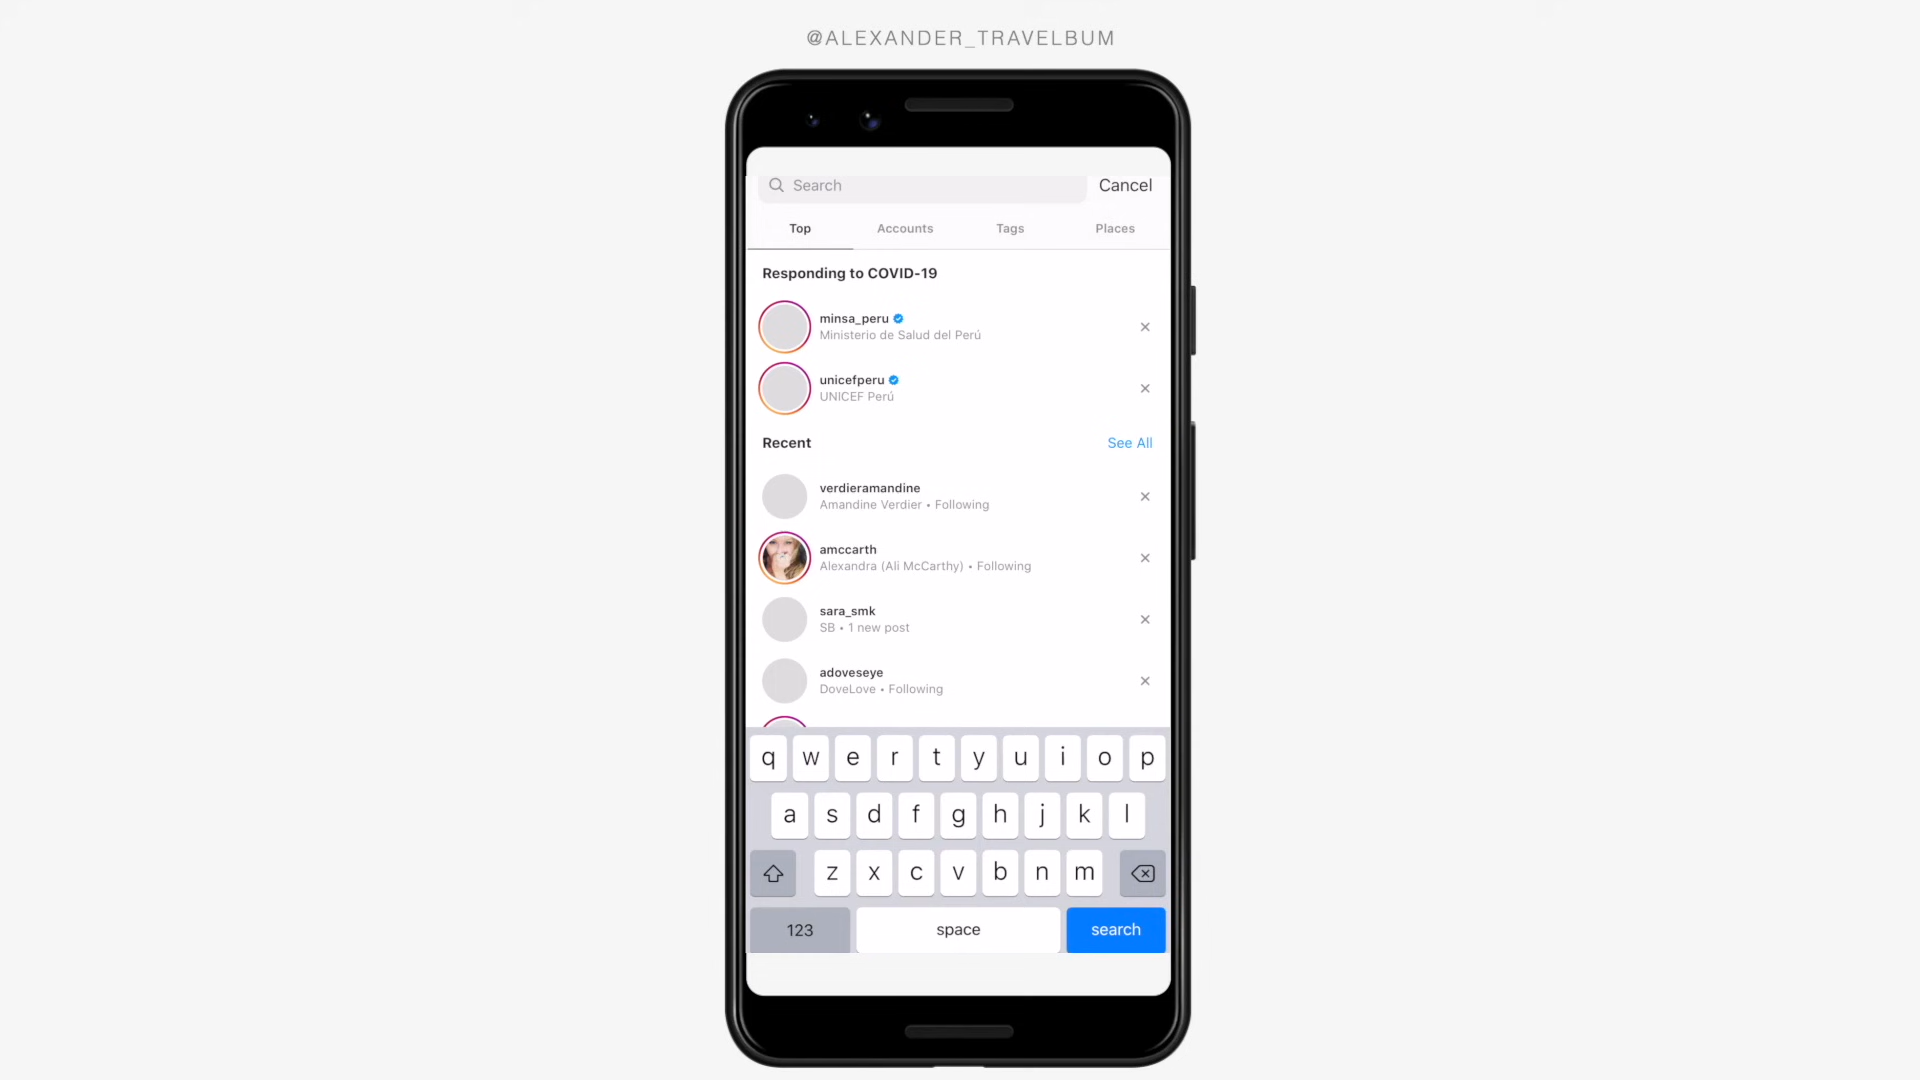 @ALEXANDER_TRAVELBUM
Search
Cancel
Top Accounts Tags Places
Responding to COVID-19
minsa_peru
Ministerio de Salud del Perú
unicefperu
UNICEF Perú
Recent See All
verdieramandine
Amandine Verdier • Following
amccarth
Alexandra (Ali McCarthy) • Following
sara_smk
SB • 1 new post
adoveseye
DoveLove • Following
q w e r t y u i o p
a s d f g h j k l
z x c v b n m
123 space search